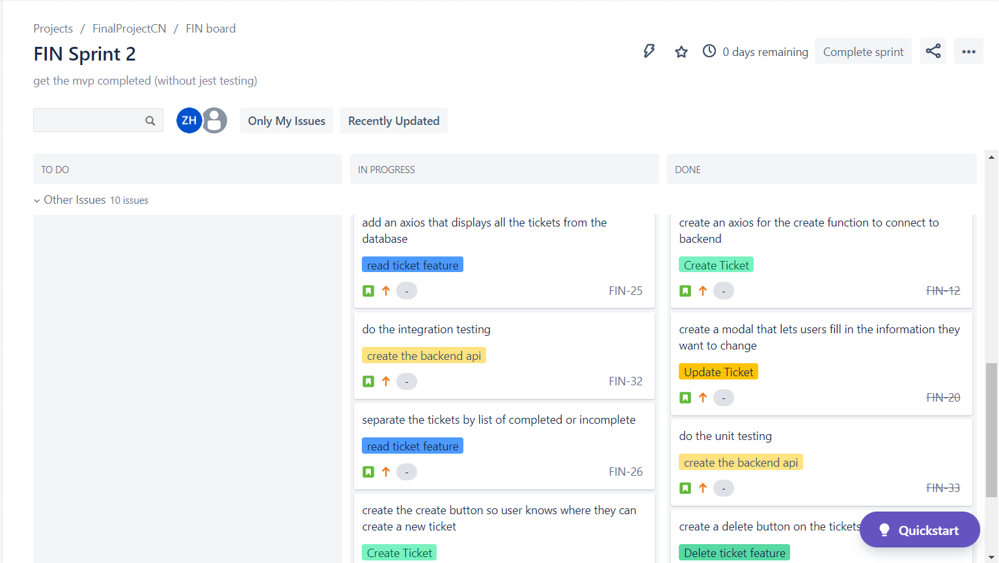 Projects / FinalProjectCN / FIN board
FIN Sprint 2
0 days remaining
Complete sprint
get the mvp completed (without jest testing)
ZH
Only My Issues
Recently Updated
TO DO
IN PROGRESS
DONE
Other Issues 10 issues
add an axios that displays all the tickets from the
database
read ticket feature
-
FIN-25
do the integration testing
create the backend api
-
FIN-32
separate the tickets by list of completed or incomplete
read ticket feature
-
FIN-26
create the create button so user knows where they can
create a new ticket
Create Ticket
create an axios for the create function to connect to
backend
Create Ticket
-
FIN-12
create a modal that lets users fill in the information they
want to change
Update Ticket
-
FIN-20
do the unit testing
create the backend api
-
FIN-33
create a delete button on the tickets
Delete ticket feature
Quickstart